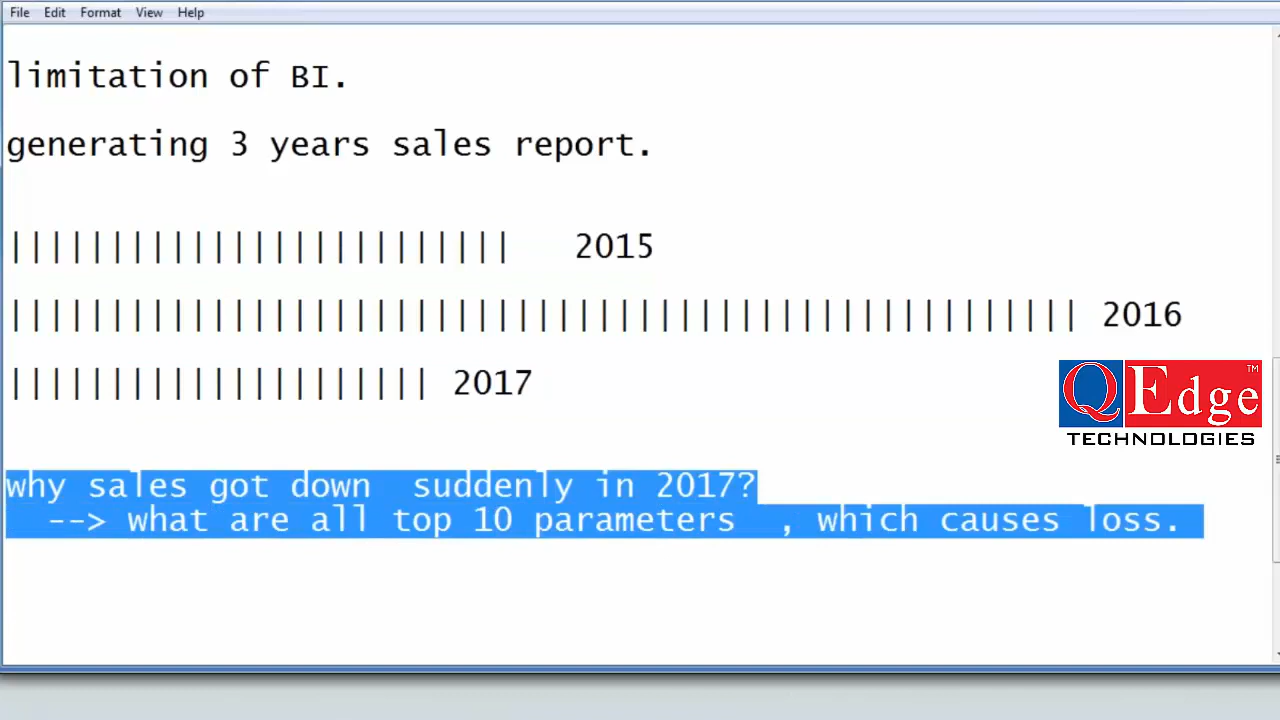 File Edit Format View Help
limitation of BI.
generating 3 years sales report.
||||||||||||||||||||||||| 2015
||||||||||||||||||||||||||||||||||||||||||||||||||||| 2016
||||||||||||||||||||| 2017
QEdge™
TECHNOLOGIES
why sales got down  suddenly in 2017?
--> what are all top 10 parameters  , which causes loss.